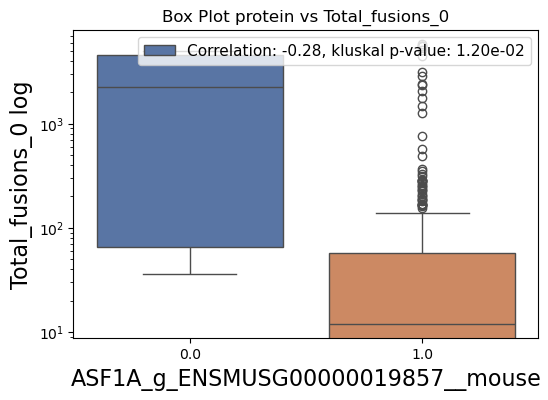 Box Plot protein vs Total_fusions_0
Correlation: -0.28, kluskal p-value: 1.20e-02
Total_fusions_0 log
10³
10²
10¹
0.0
1.0
ASF1A_g_ENSMUSG00000019857__mouse